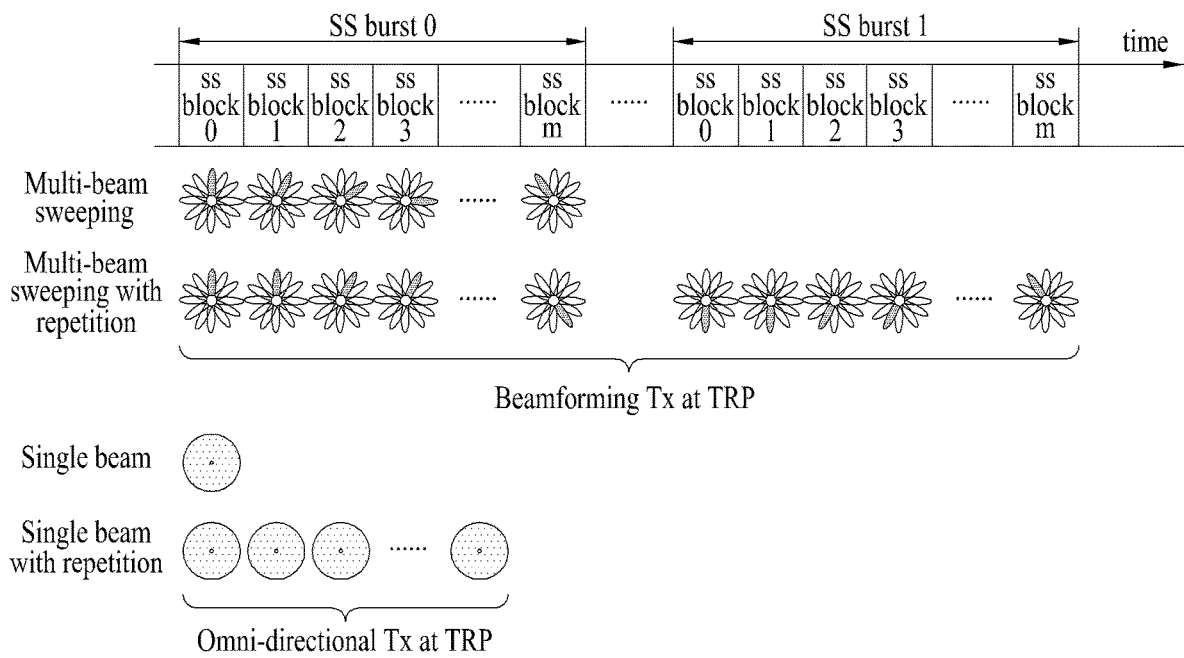 SS burst 0
SS burst 1
time
ss block 0
ss block 1
ss block 2
ss block 3
......
ss block m
......
ss block 0
ss block 1
ss block 2
ss block 3
......
ss block m
Multi-beam
sweeping
......
Multi-beam
sweeping with
repetition
......
......
Beamforming Tx at TRP
Single beam
Single beam
with repetition
......
Omni-directional Tx at TRP